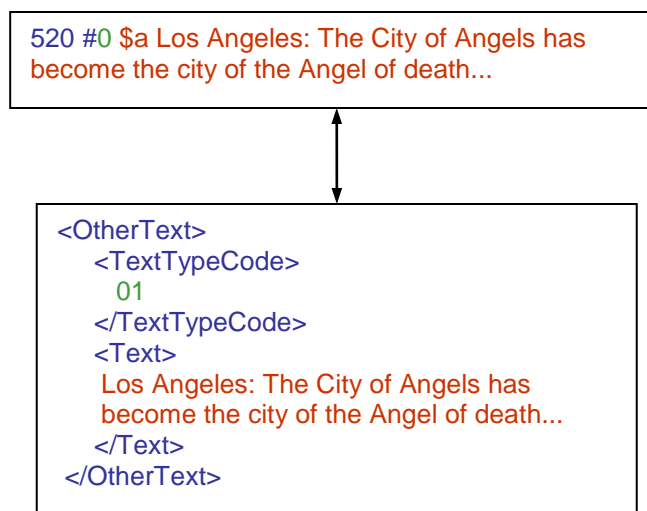 520 #0 $a Los Angeles: The City of Angels has
become the city of the Angel of death...
<OtherText>
<TextTypeCode>
01
</TextTypeCode>
<Text>
Los Angeles: The City of Angels has
become the city of the Angel of death...
</Text>
</OtherText>